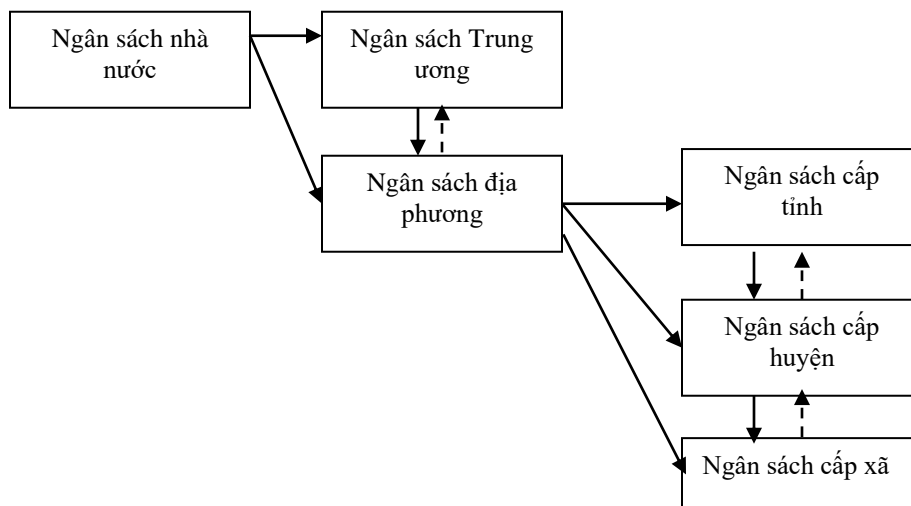 Ngân sách nhà
nước
Ngân sách Trung
ương
Ngân sách địa
phương
Ngân sách cấp
tỉnh
Ngân sách cấp
huyện
Ngân sách cấp xã